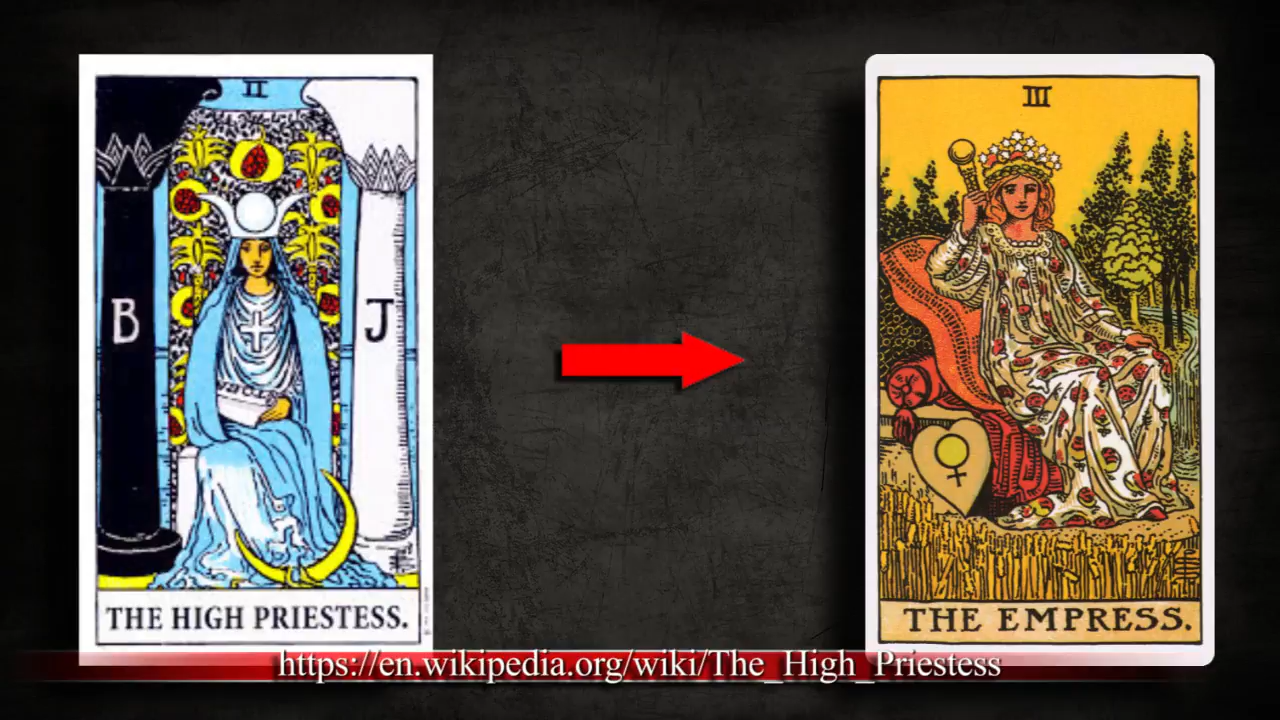 II
B
J
THE HIGH PRIESTESS.
III
THE EMPRESS.
https://en.wikipedia.org/wiki/The_High_Priestess